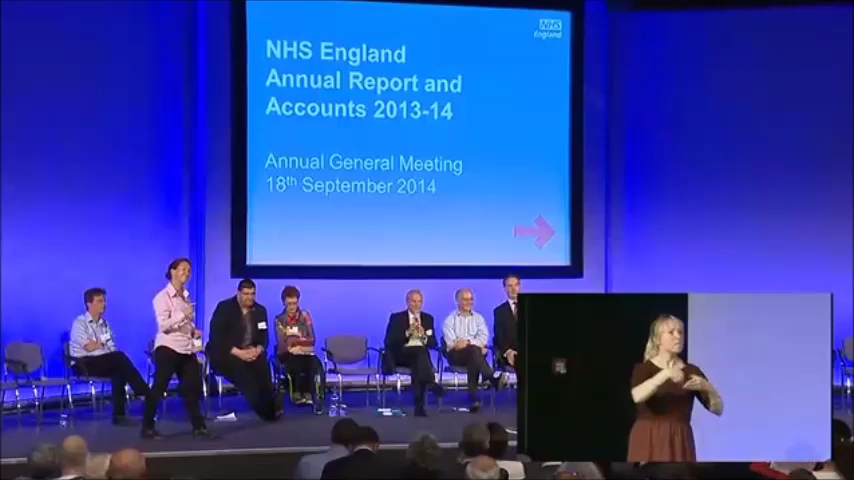 NHS
England
NHS England
Annual Report and
Accounts 2013-14
Annual General Meeting
18th September 2014